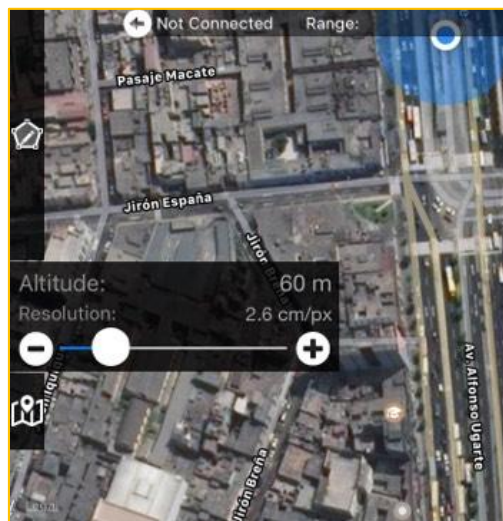 Not Connected Range:
Pasaje Macate
Jirón España
Jirón Breña
Altitude: 60 m
Resolution: 2.6 cm/px
Av. Alfonso Ugarte
Jirón Breña
Legal